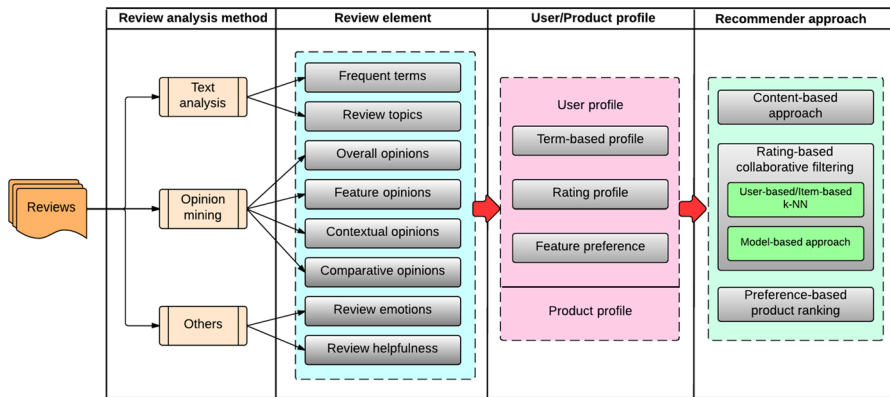 Review analysis method
Review element
User/Product profile
Recommender approach
Reviews
Text
analysis
Opinion
mining
Others
Frequent terms
Review topics
Overall opinions
Feature opinions
Contextual opinions
Comparative opinions
Review emotions
Review helpfulness
User profile
Term-based profile
Rating profile
Feature preference
Product profile
Content-based
approach
Rating-based
collaborative filtering
User-based/Item-based
k-NN
Model-based approach
Preference-based
product ranking